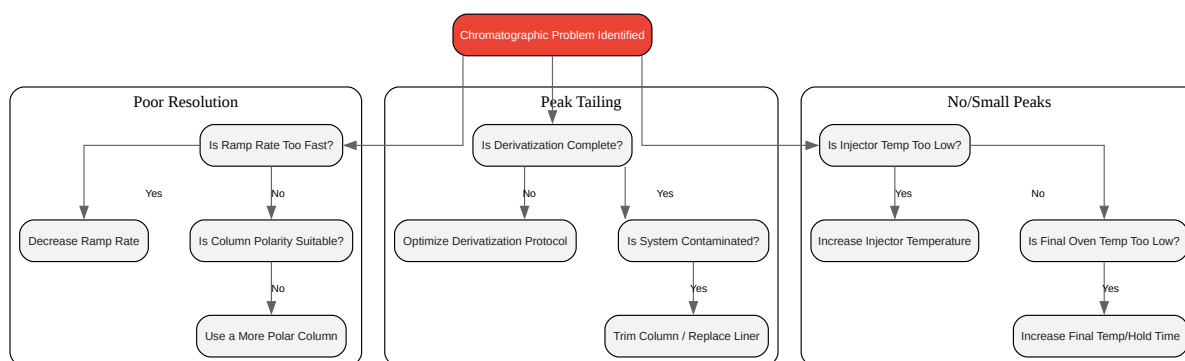 Chromatographic Problem Identified
Poor Resolution
Peak Tailing
No/Small Peaks
Is Ramp Rate Too Fast?
Is Derivatization Complete?
Is Injector Temp Too Low?
Yes
No
No
Yes
Yes
No
Decrease Ramp Rate
Is Column Polarity Suitable?
Optimize Derivatization Protocol
Is System Contaminated?
Increase Injector Temperature
Is Final Oven Temp Too Low?
No
Yes
Yes
Use a More Polar Column
Trim Column / Replace Liner
Increase Final Temp/Hold Time